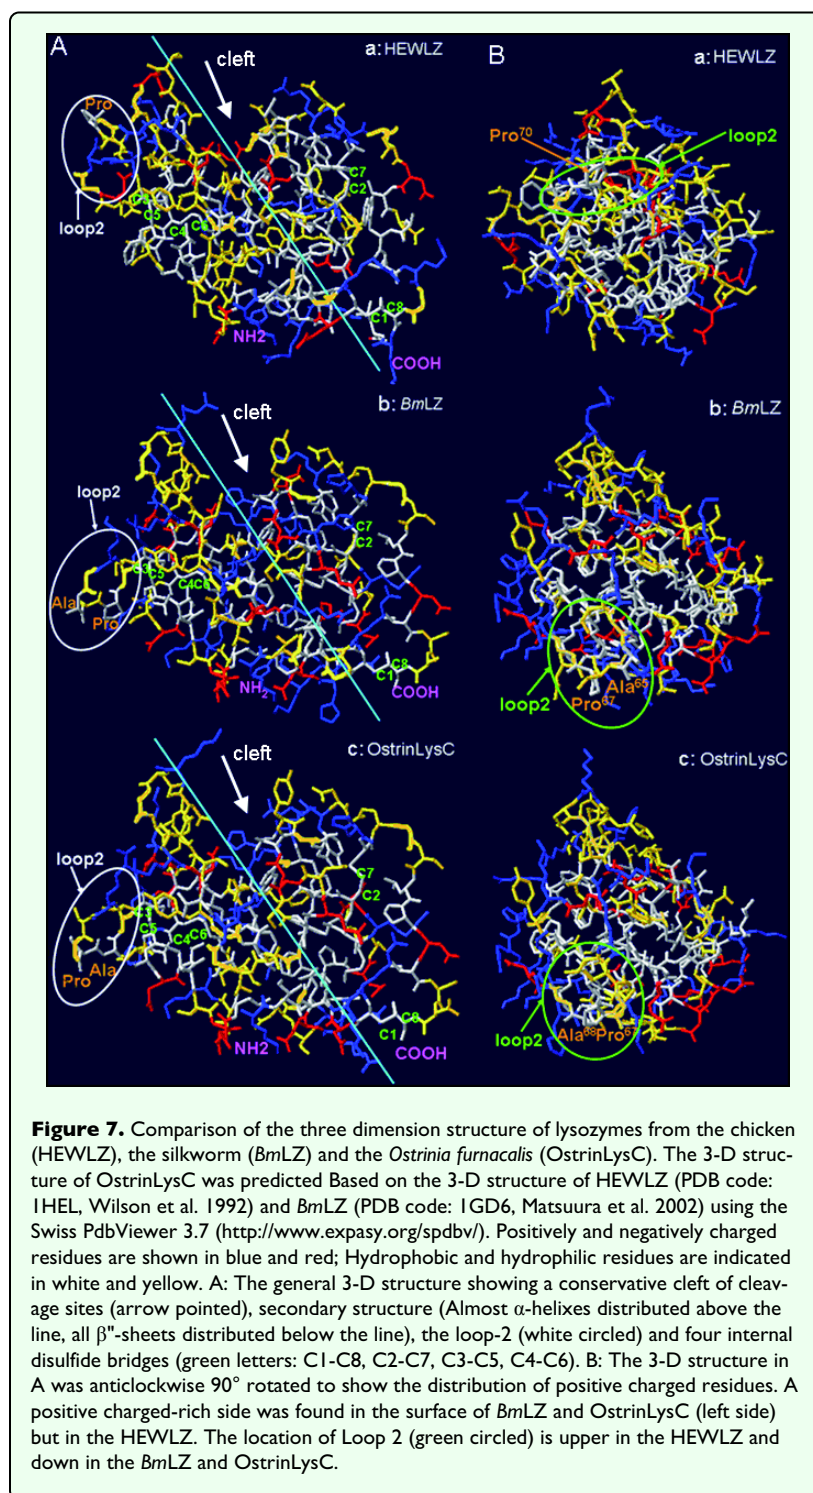 A
cleft
a: HEWLZ
Pro
loop2
C3
C5
C4 C6
C7
C2
C1
C8
NH2
COOH
B
a: HEWLZ
Pro70
loop2
b: BmLZ
cleft
loop2
C3
C5
C4C6
C7
C2
Ala
Pro
C1
C8
NH2
COOH
b: BmLZ
Ala65
Pro67
loop2
c: OstrinLysC
cleft
loop2
C3
C5
C4 C6
C7
C2
Pro Ala
C1
C8
NH2
COOH
c: OstrinLysC
loop2
Ala68Pro67
Figure 7. Comparison of the three dimension structure of lysozymes from the chicken
(HEWLZ), the silkworm (BmLZ) and the Ostrinia furnacalis (OstrinLysC). The 3-D struc-
ture of OstrinLysC was predicted Based on the 3-D structure of HEWLZ (PDB code:
1HEL, Wilson et al. 1992) and BmLZ (PDB code: 1GD6, Matsuura et al. 2002) using the
Swiss PdbViewer 3.7 (http://www.expasy.org/spdbv/). Positively and negatively charged
residues are shown in blue and red; Hydrophobic and hydrophilic residues are indicated
in white and yellow. A: The general 3-D structure showing a conservative cleft of cleav-
age sites (arrow pointed), secondary structure (Almost α-helixes distributed above the
line, all β"-sheets distributed below the line), the loop-2 (white circled) and four internal
disulfide bridges (green letters: C1-C8, C2-C7, C3-C5, C4-C6). B: The 3-D structure in
A was anticlockwise 90° rotated to show the distribution of positive charged residues. A
positive charged-rich side was found in the surface of BmLZ and OstrinLysC (left side)
but in the HEWLZ. The location of Loop 2 (green circled) is upper in the HEWLZ and
down in the BmLZ and OstrinLysC.